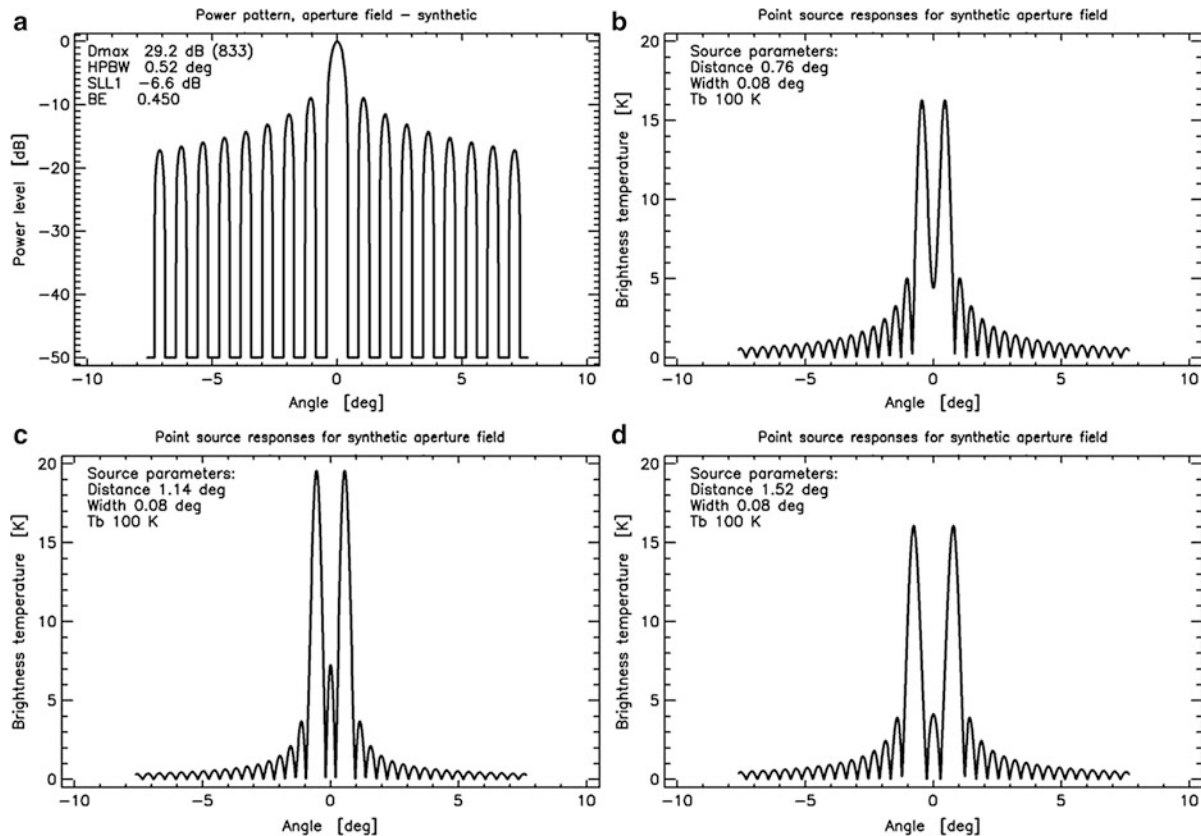 a
Power pattern, aperture field – synthetic
Dmax 29.2 dB (833)
HPBW 0.52 deg
SLL1 −6.6 dB
BE 0.450
Power level [dB]
0
−10
−20
−30
−40
−50
−10 −5 0 5 10
Angle [deg]
b
Point source responses for synthetic aperture field
Source parameters:
Distance 0.76 deg
Width 0.08 deg
Tb 100 K
Brightness temperature [K]
20
15
10
5
0
−10 −5 0 5 10
Angle [deg]
c
Point source responses for synthetic aperture field
Source parameters:
Distance 1.14 deg
Width 0.08 deg
Tb 100 K
Brightness temperature [K]
20
15
10
5
0
−10 −5 0 5 10
Angle [deg]
d
Point source responses for synthetic aperture field
Source parameters:
Distance 1.52 deg
Width 0.08 deg
Tb 100 K
Brightness temperature [K]
20
15
10
5
0
−10 −5 0 5 10
Angle [deg]